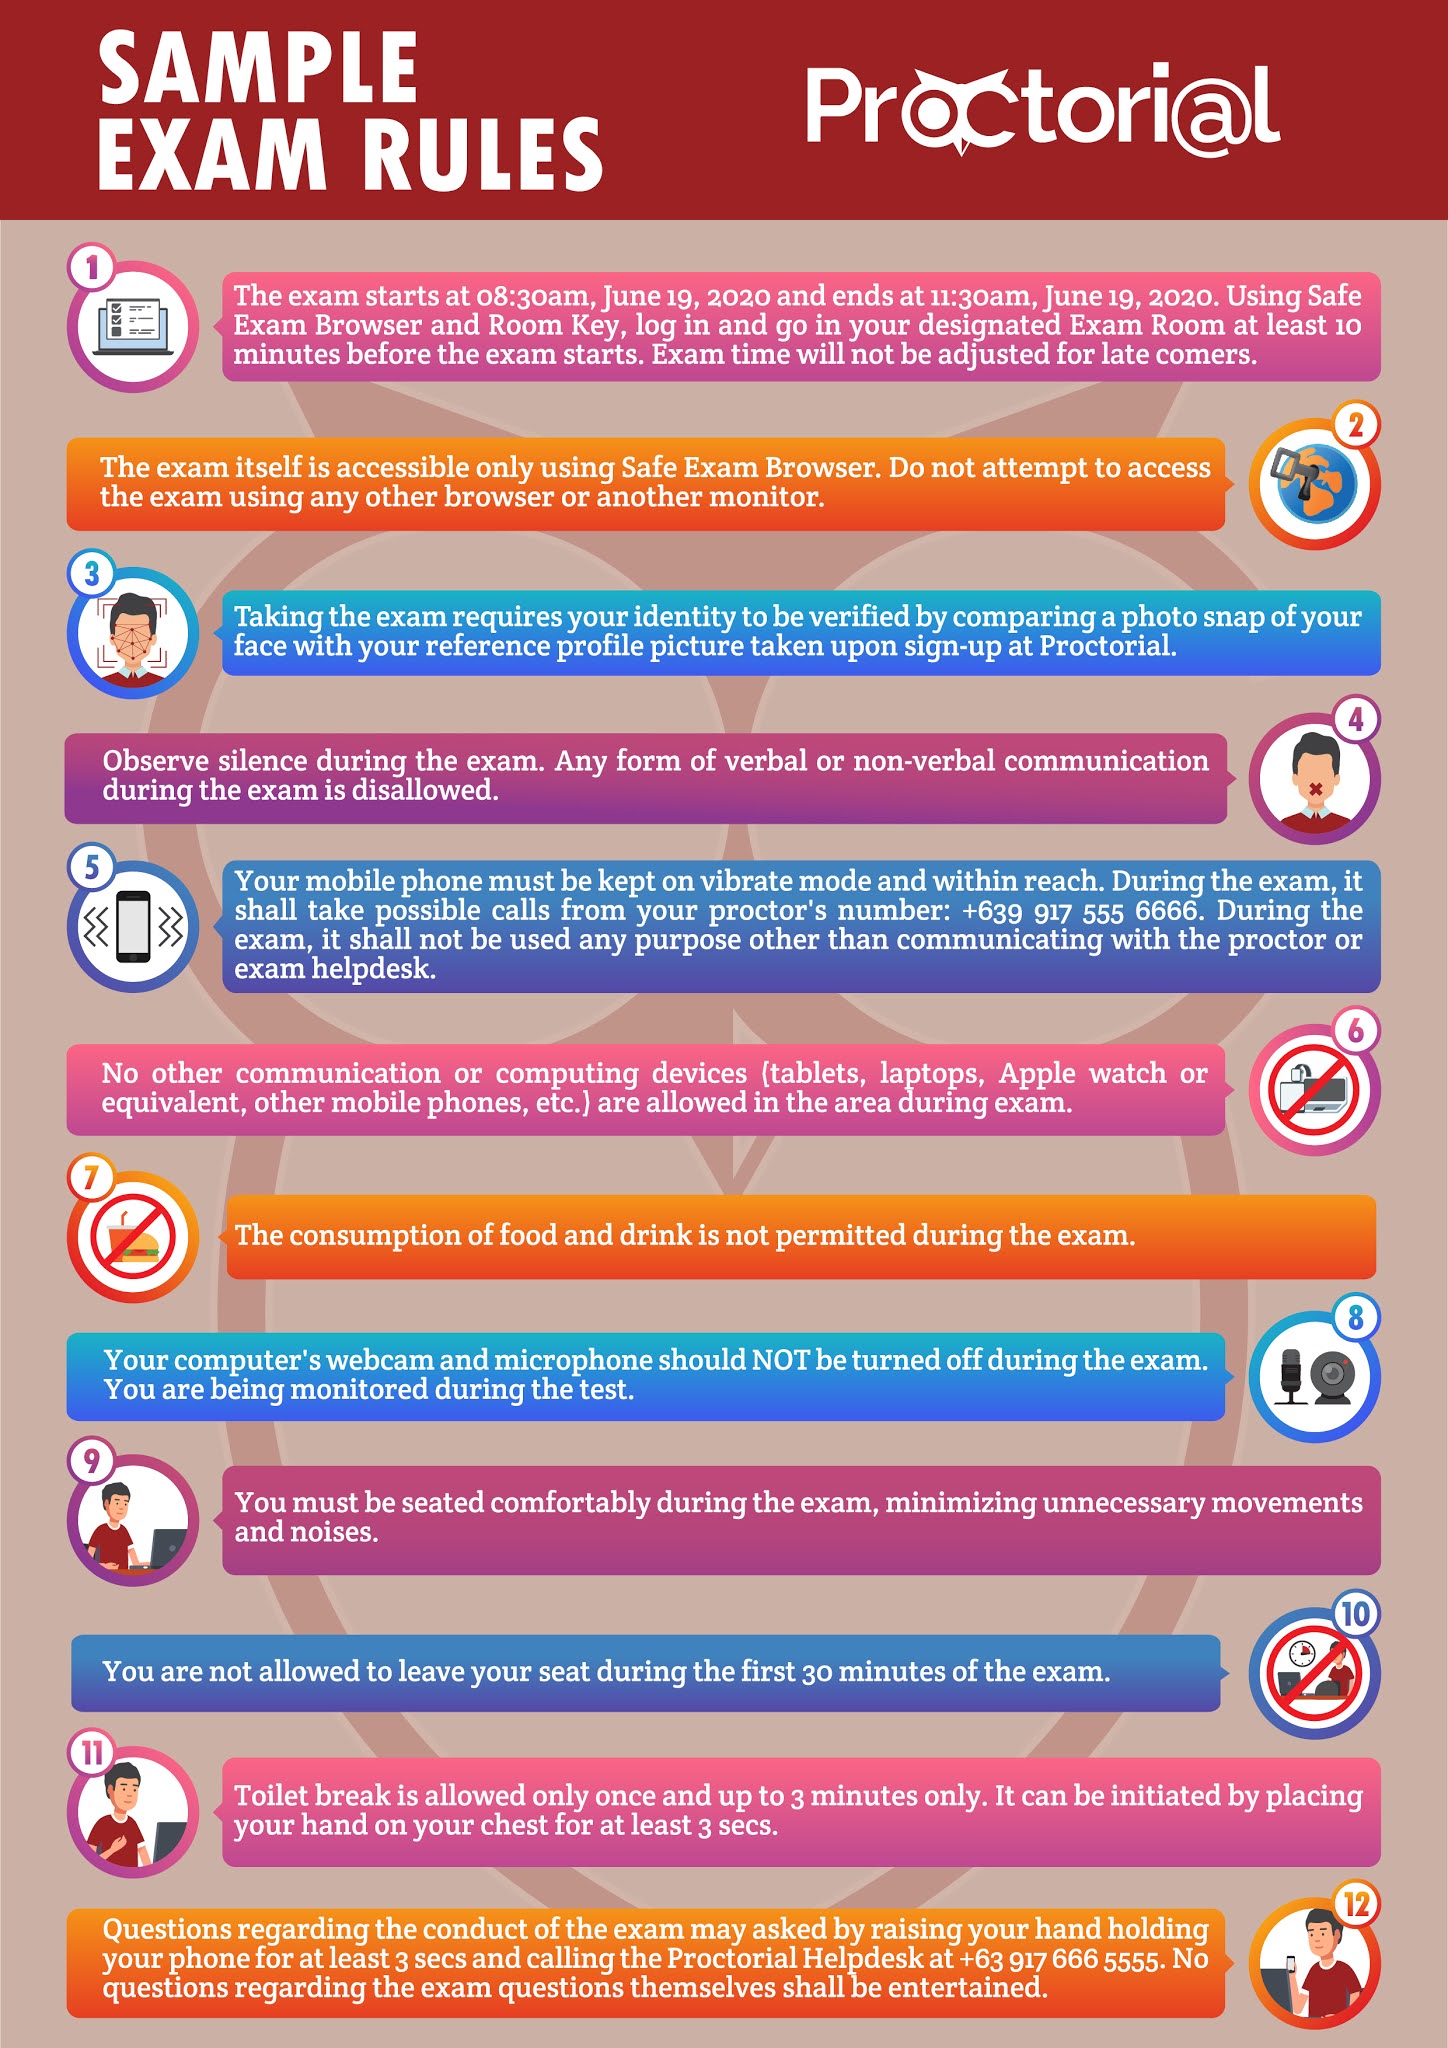 SAMPLE
EXAM RULES
Proctori@l
1
The exam starts at 08:30am, June 19, 2020 and ends at 11:30am, June 19, 2020. Using Safe
Exam Browser and Room Key, log in and go in your designated Exam Room at least 10
minutes before the exam starts. Exam time will not be adjusted for late comers.
2
The exam itself is accessible only using Safe Exam Browser. Do not attempt to access
the exam using any other browser or another monitor.
3
Taking the exam requires your identity to be verified by comparing a photo snap of your
face with your reference profile picture taken upon sign-up at Proctorial.
4
Observe silence during the exam. Any form of verbal or non-verbal communication
during the exam is disallowed.
5
Your mobile phone must be kept on vibrate mode and within reach. During the exam, it
shall take possible calls from your proctor's number: +639 917 555 6666. During the
exam, it shall not be used any purpose other than communicating with the proctor or
exam helpdesk.
6
No other communication or computing devices (tablets, laptops, Apple watch or
equivalent, other mobile phones, etc.) are allowed in the area during exam.
7
The consumption of food and drink is not permitted during the exam.
8
Your computer's webcam and microphone should NOT be turned off during the exam.
You are being monitored during the test.
9
You must be seated comfortably during the exam, minimizing unnecessary movements
and noises.
10
You are not allowed to leave your seat during the first 30 minutes of the exam.
11
Toilet break is allowed only once and up to 3 minutes only. It can be initiated by placing
your hand on your chest for at least 3 secs.
12
Questions regarding the conduct of the exam may asked by raising your hand holding
your phone for at least 3 secs and calling the Proctorial Helpdesk at +63 917 666 5555. No
questions regarding the exam questions themselves shall be entertained.